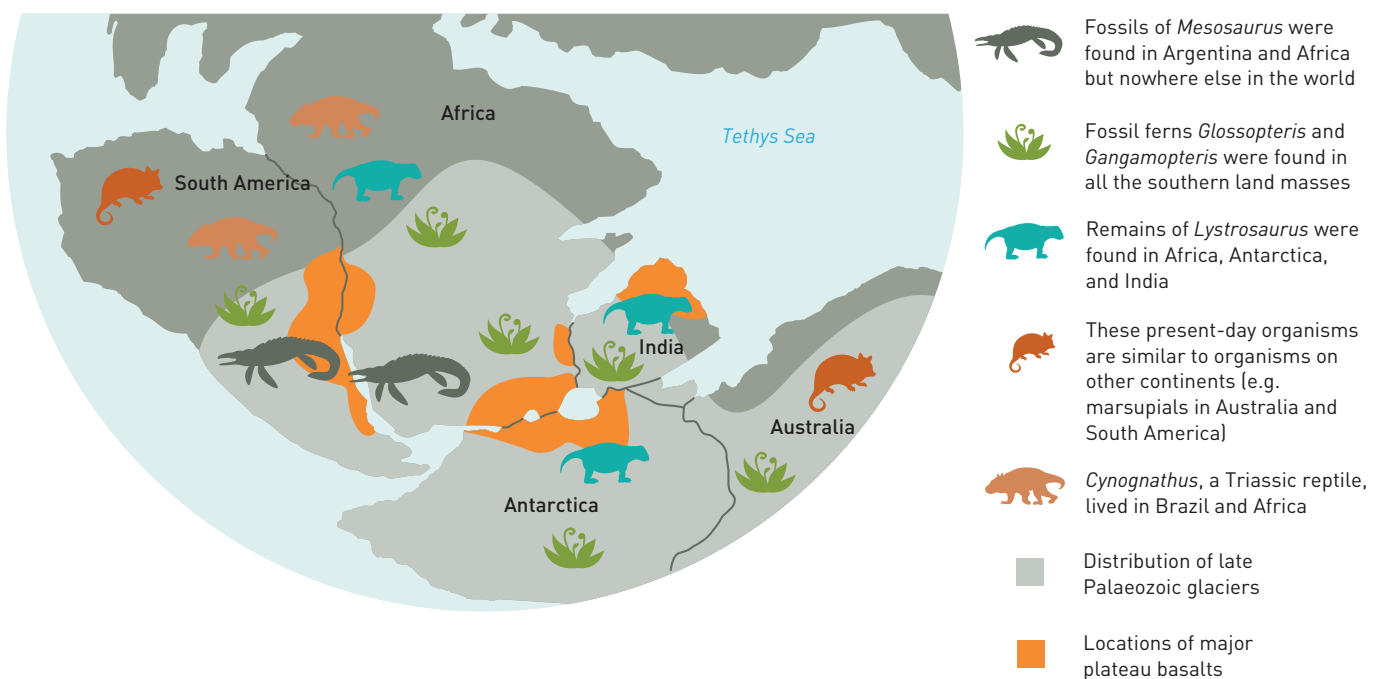 Africa
Tethys Sea
South America
India
Australia
Antarctica
Fossils of Mesosaurus were
found in Argentina and Africa
but nowhere else in the world
Fossil ferns Glossopteris and
Gangamopteris were found in
all the southern land masses
Remains of Lystrosaurus were
found in Africa, Antarctica,
and India
These present-day organisms
are similar to organisms on
other continents (e.g.
marsupials in Australia and
South America)
Cynognathus, a Triassic reptile,
lived in Brazil and Africa
Distribution of late
Palaeozoic glaciers
Locations of major
plateau basalts